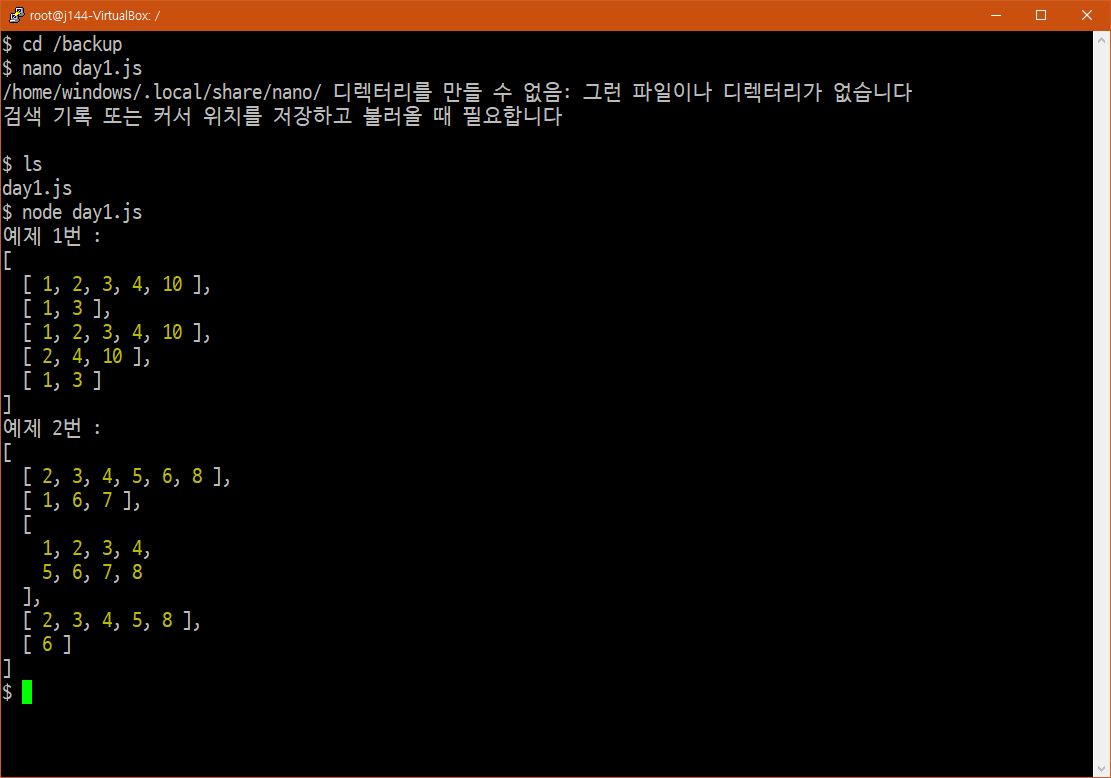 root@j144-VirtualBox: /
$ cd /backup
$ nano day1.js
/home/windows/.local/share/nano/ 디렉터리를 만들 수 없음: 그런 파일이나 디렉터리가 없습니다
검색 기록 또는 커서 위치를 저장하고 불러올 때 필요합니다
$ ls
day1.js
$ node day1.js
예제 1번 :
[
  [ 1, 2, 3, 4, 10 ],
  [ 1, 3 ],
  [ 1, 2, 3, 4, 10 ],
  [ 2, 4, 10 ],
  [ 1, 3 ]
]
예제 2번 :
[
  [ 2, 3, 4, 5, 6, 8 ],
  [ 1, 6, 7 ],
  [
    1, 2, 3, 4,
    5, 6, 7, 8
  ],
  [ 2, 3, 4, 5, 8 ],
  [ 6 ]
]
$